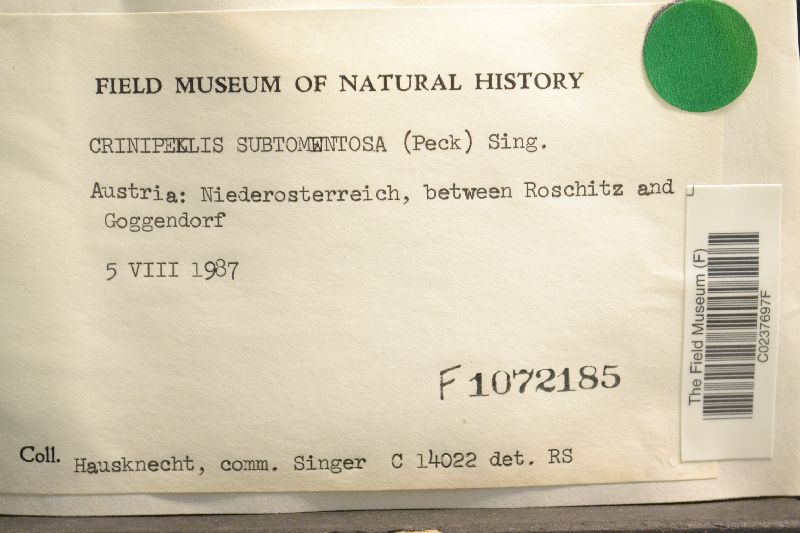 FIELD MUSEUM OF NATURAL HISTORY
CRINIPELLIS SUBTOMENTOSA (Peck) Sing.
Austria: Niederosterreich, between Roschitz and
Goggendorf
5 VIII 1987
F 1072185
Coll. Hausknecht, comm. Singer C 14022 det. RS
The Field Museum (F)
C0237697F